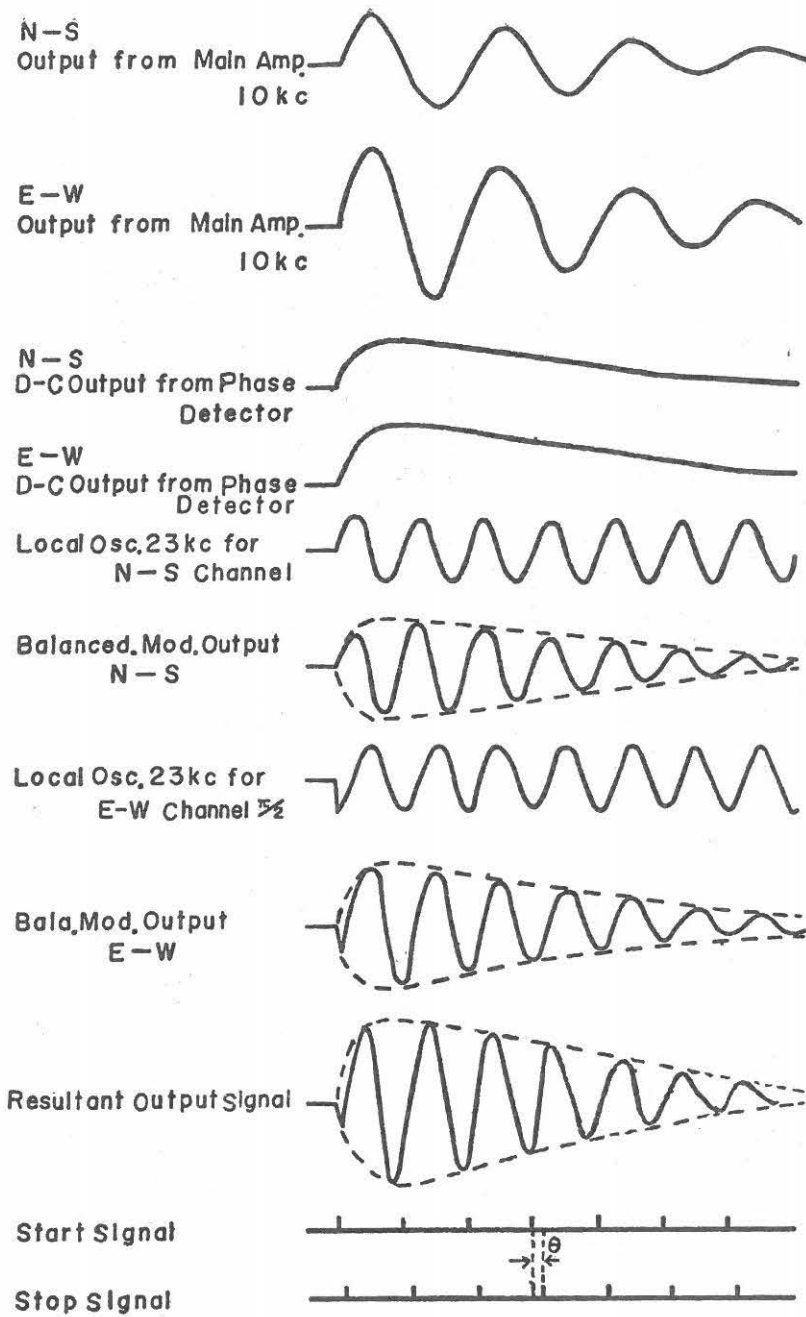 N-S
Output from Main Amp.
10kc
E-W
Output from Main Amp.
10kc
N-S
D-C Output from Phase
Detector
E-W
D-C Output from Phase
Detector
Local Osc. 23kc for
N-S Channel
Balanced. Mod. Output
N-S
Local Osc. 23kc for
E-W Channel π/2
Bala. Mod. Output
E-W
Resultant Output Signal
Start Signal
θ
Stop Signal